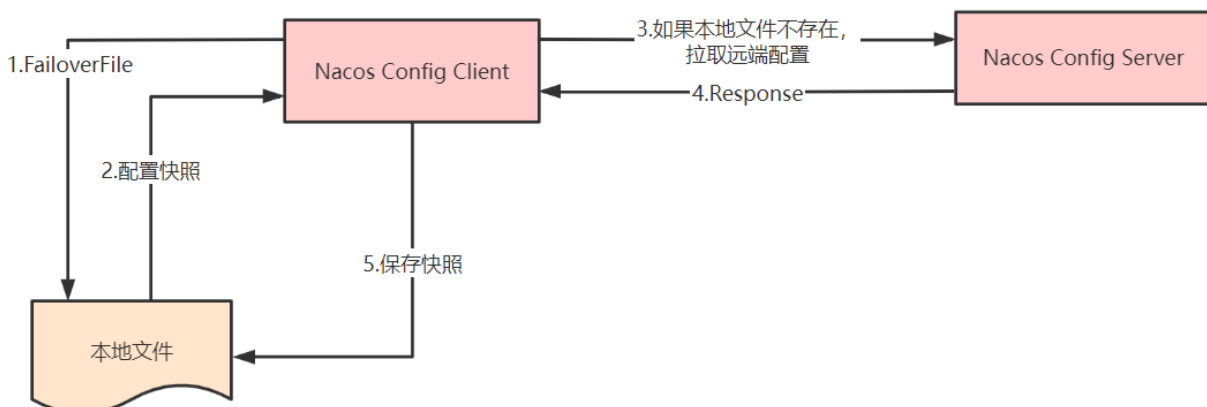 1.FailoverFile
Nacos Config Client
3.如果本地文件不存在，
拉取远端配置
Nacos Config Server
4.Response
2.配置快照
5.保存快照
本地文件